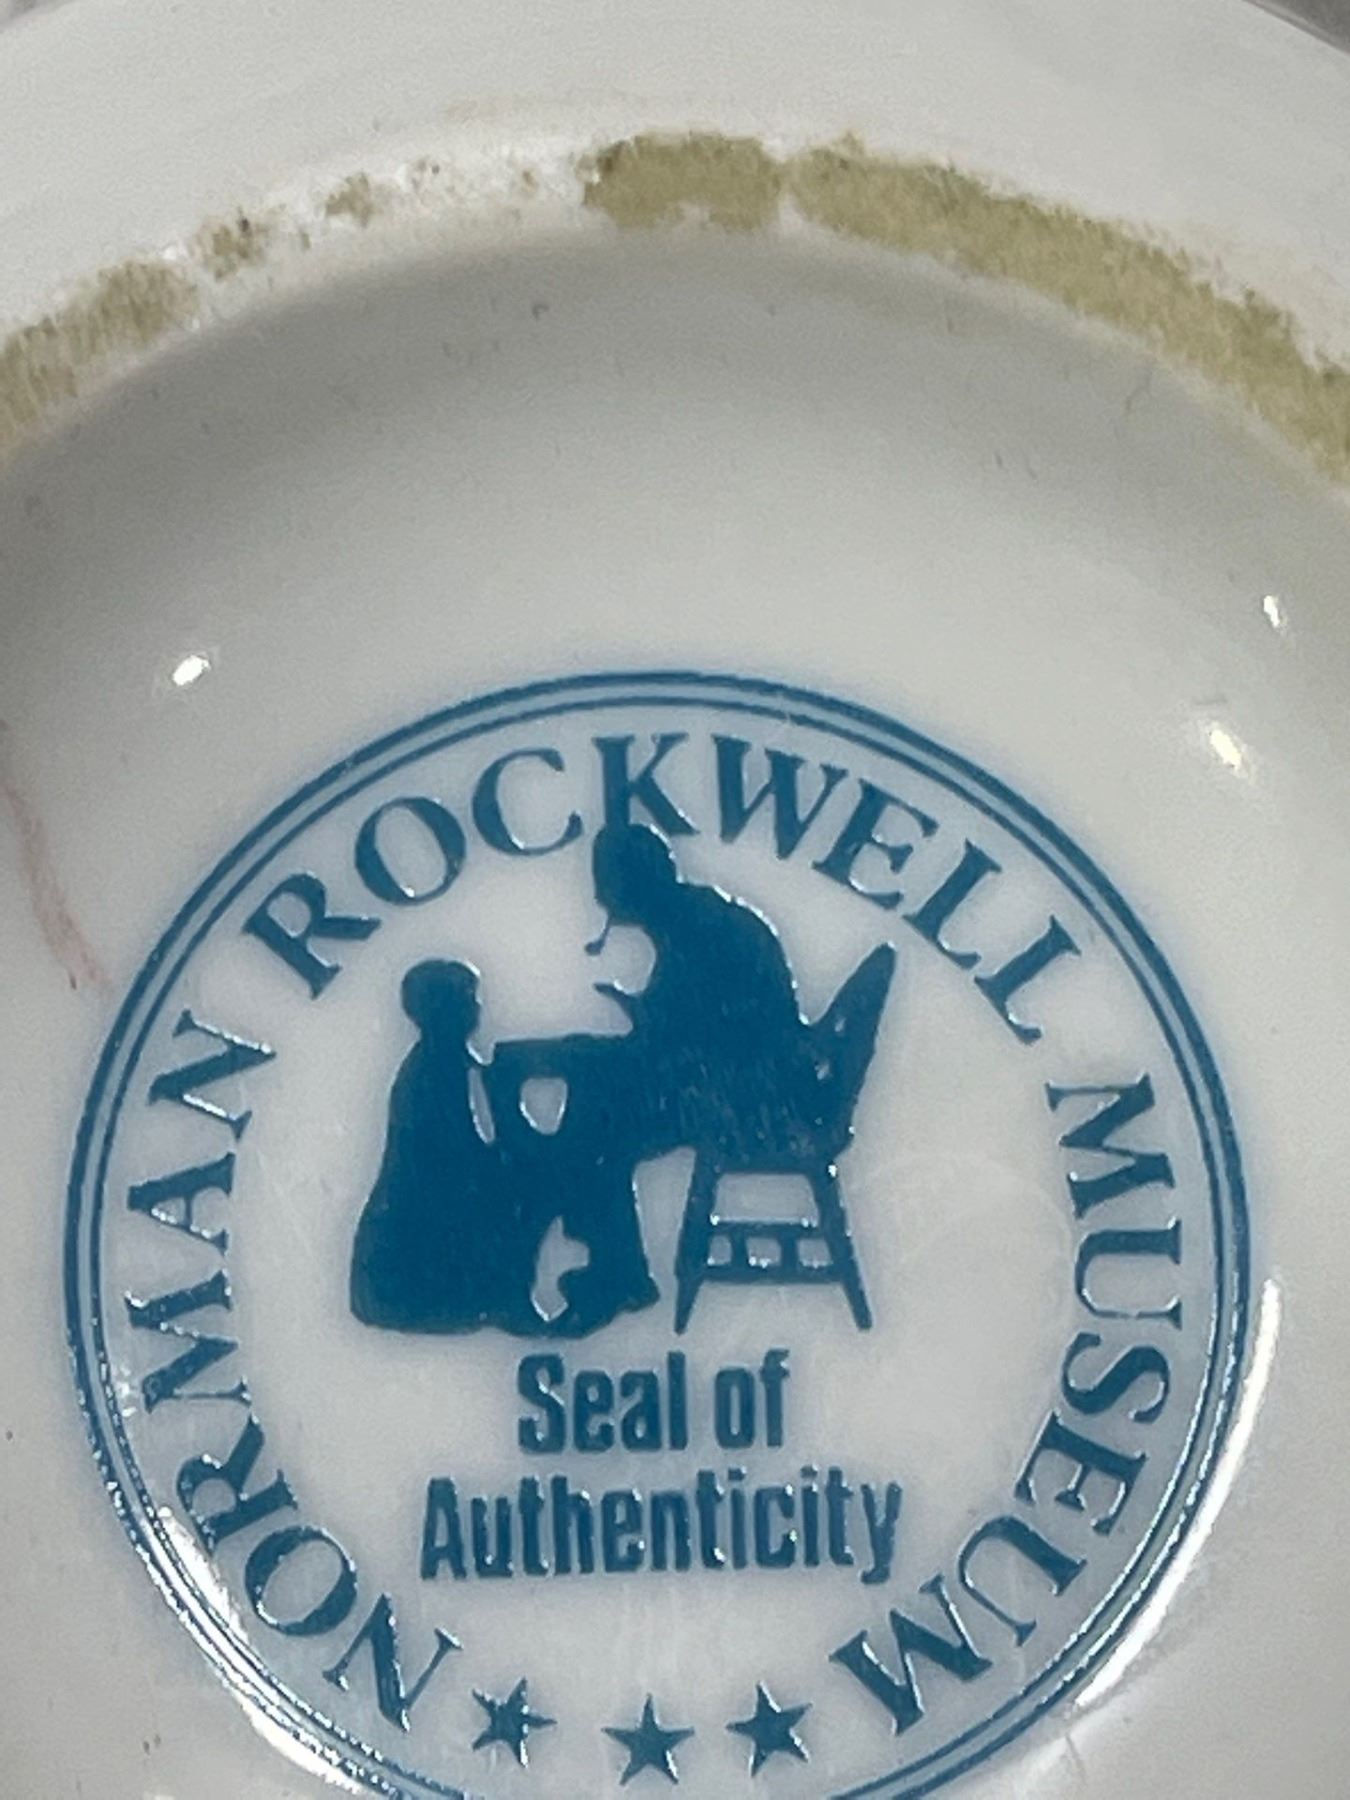 NORMAN ROCKWELL MUSEUM
Seal of
Authenticity